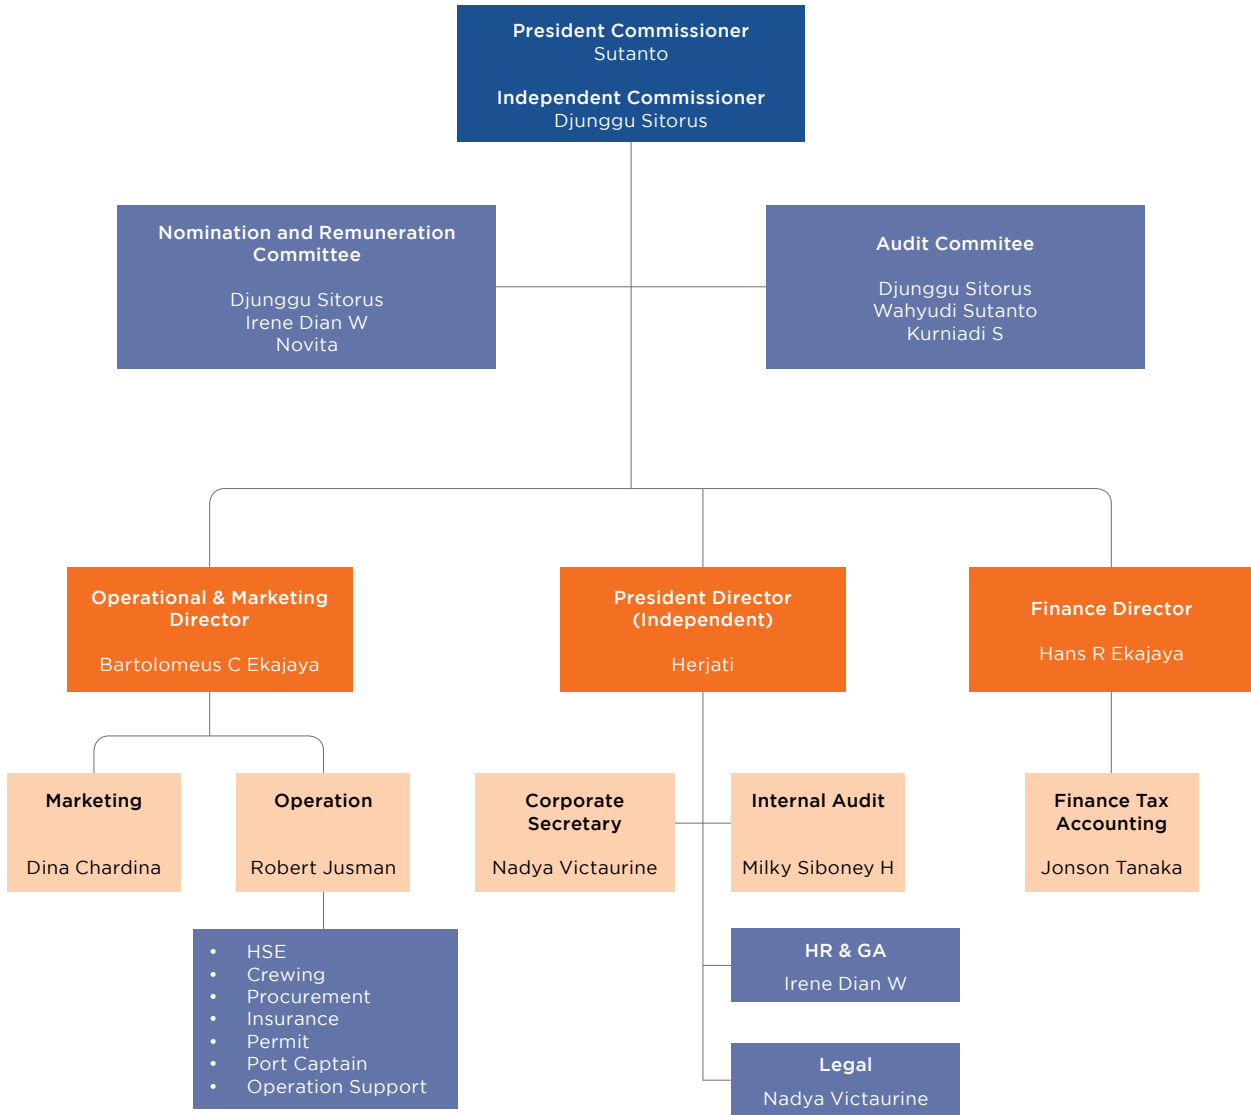 President Commissioner
Sutanto
Independent Commissioner
Djunggu Sitorus
Nomination and Remuneration
Committee
Djunggu Sitorus
Irene Dian W
Novita
Audit Commitee
Djunggu Sitorus
Wahyudi Sutanto
Kurniadi S
Operational & Marketing
Director
Bartolomeus C Ekajaya
President Director
(Independent)
Herjati
Finance Director
Hans R Ekajaya
Marketing
Dina Chardina
Operation
Robert Jusman
Corporate
Secretary
Nadya Victaurine
Internal Audit
Milky Siboney H
Finance Tax
Accounting
Jonson Tanaka
• HSE
• Crewing
• Procurement
• Insurance
• Permit
• Port Captain
• Operation Support
HR & GA
Irene Dian W
Legal
Nadya Victaurine